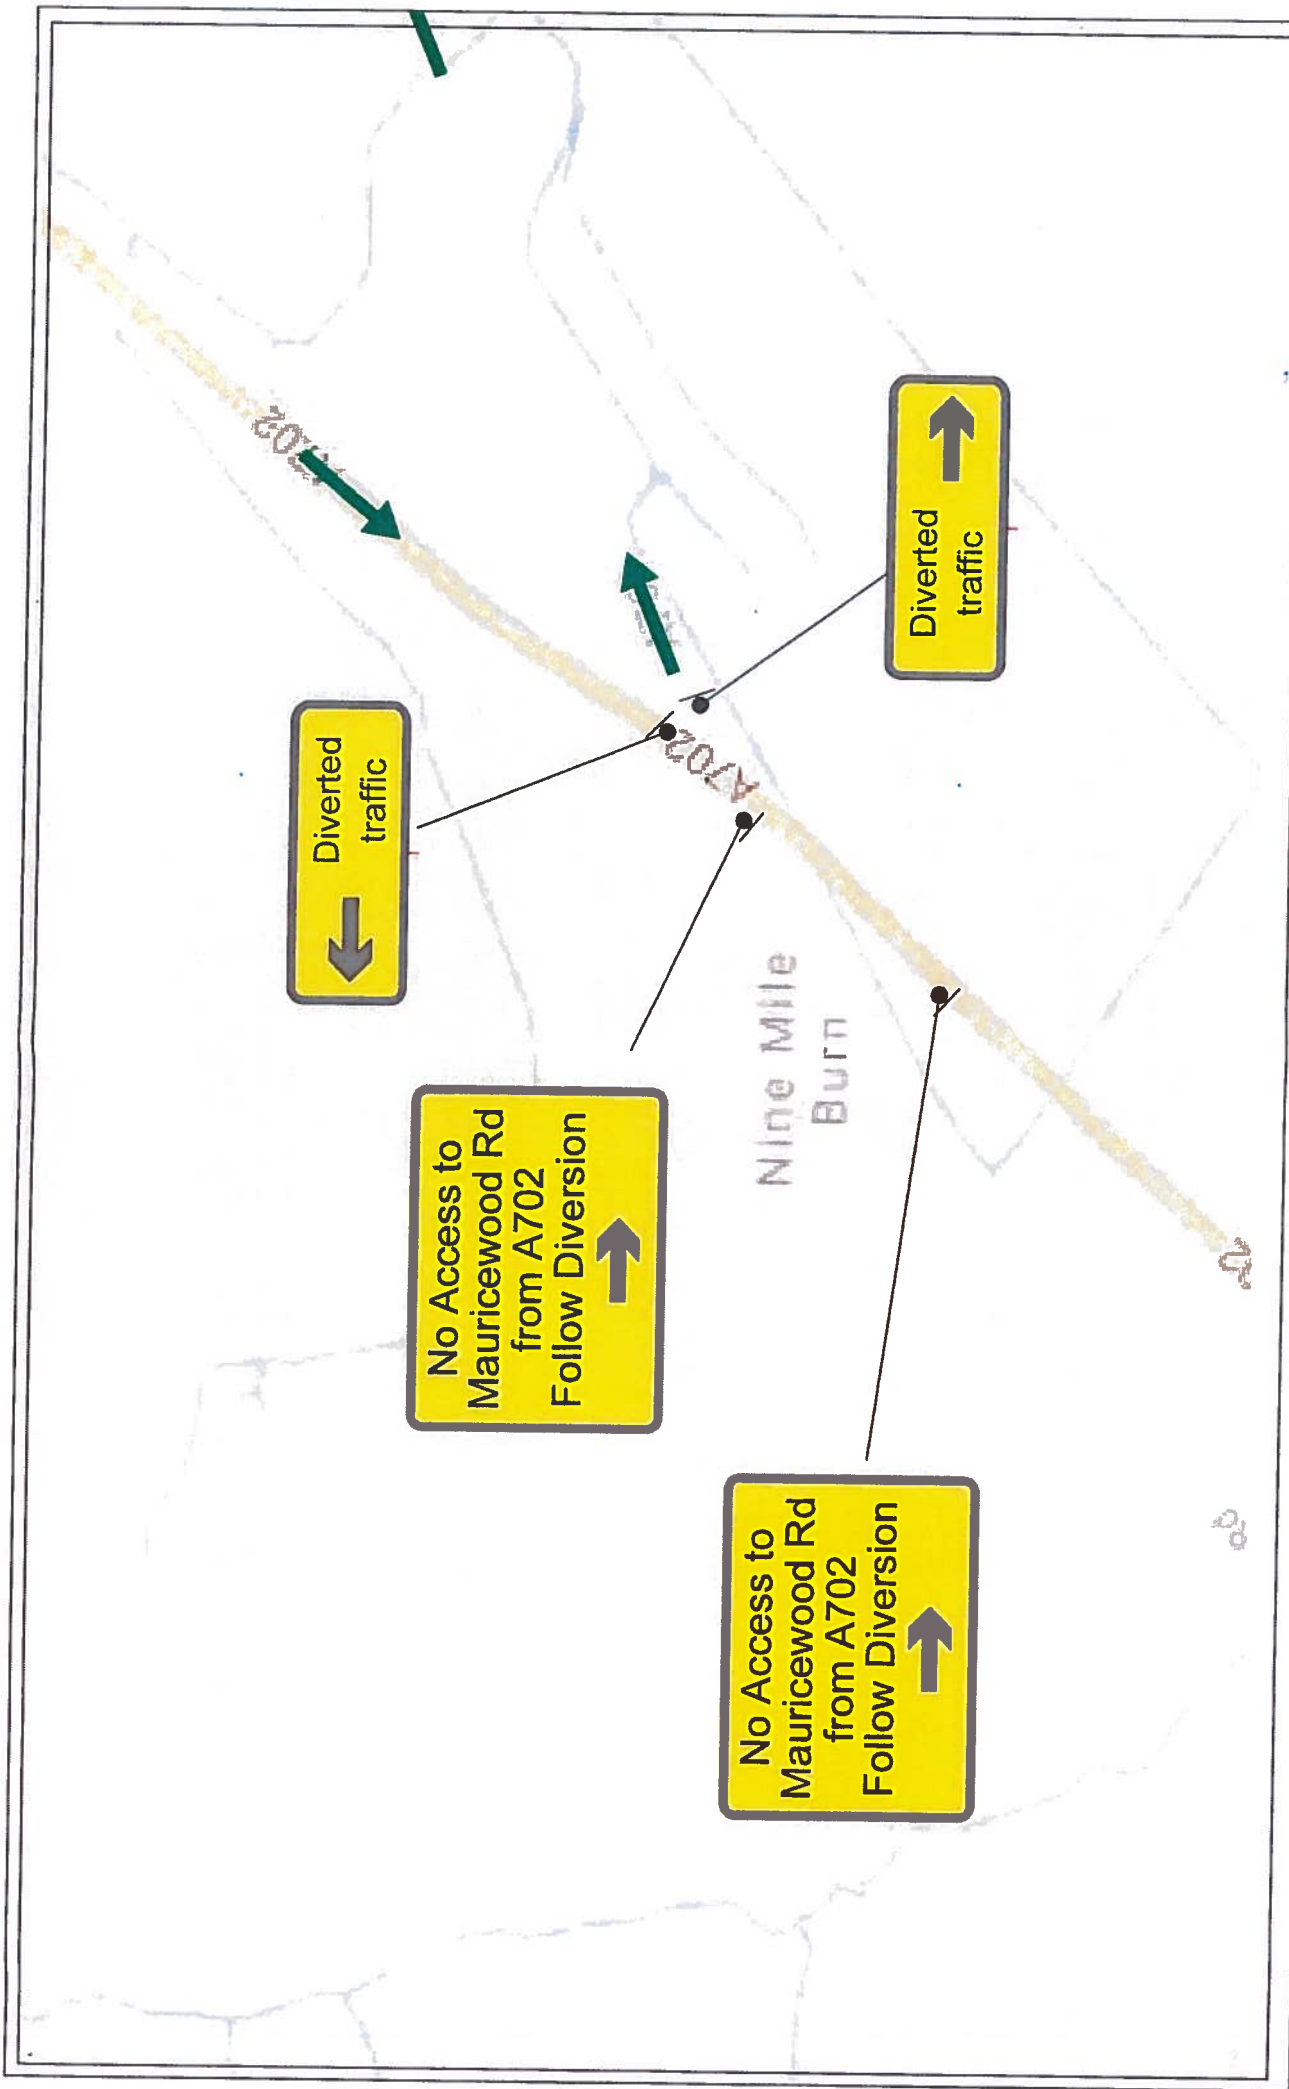 A702
Diverted
traffic
No Access to
Mauricewood Rd
from A702
Follow Diversion
A702
Nine Mile
Burn
No Access to
Mauricewood Rd
from A702
Follow Diversion
Diverted
traffic